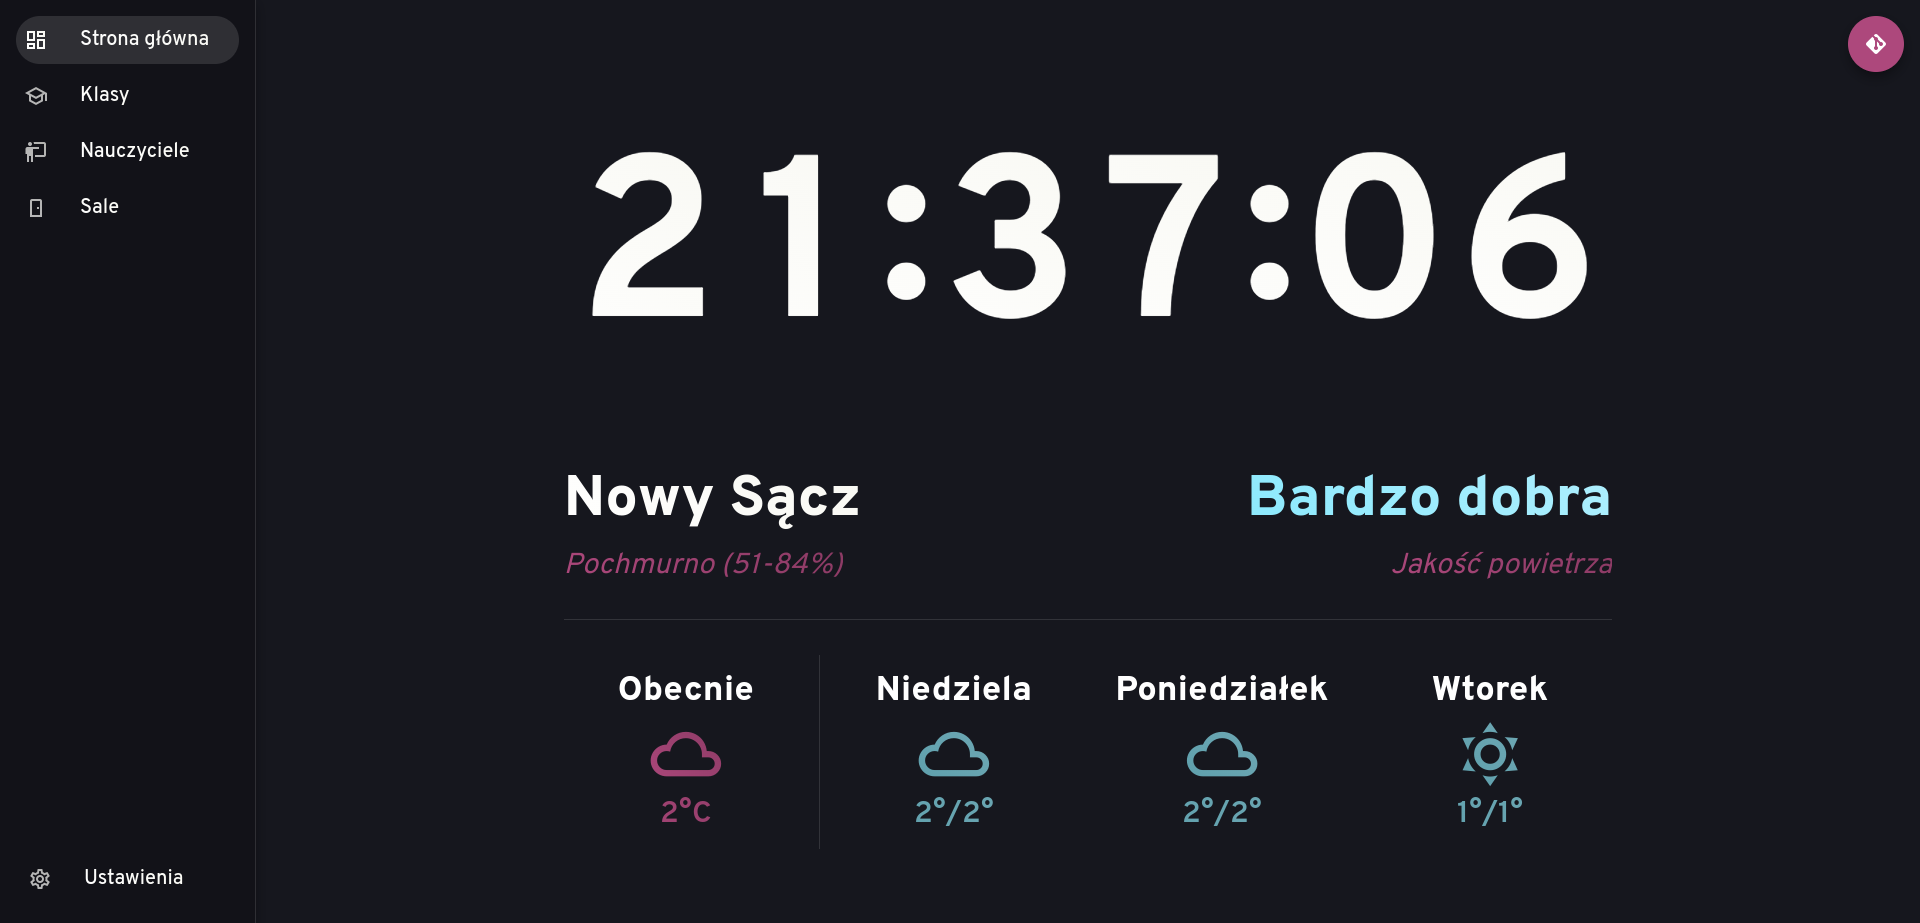 Strona główna
Klasy
Nauczyciele
Sale
Ustawienia
21:37:06
Nowy Sącz
Bardzo dobra
Pochmurno (51-84%)
Jakość powietrza
Obecnie
Niedziela
Poniedziałek
Wtorek
2°C
2°/2°
2°/2°
1°/1°